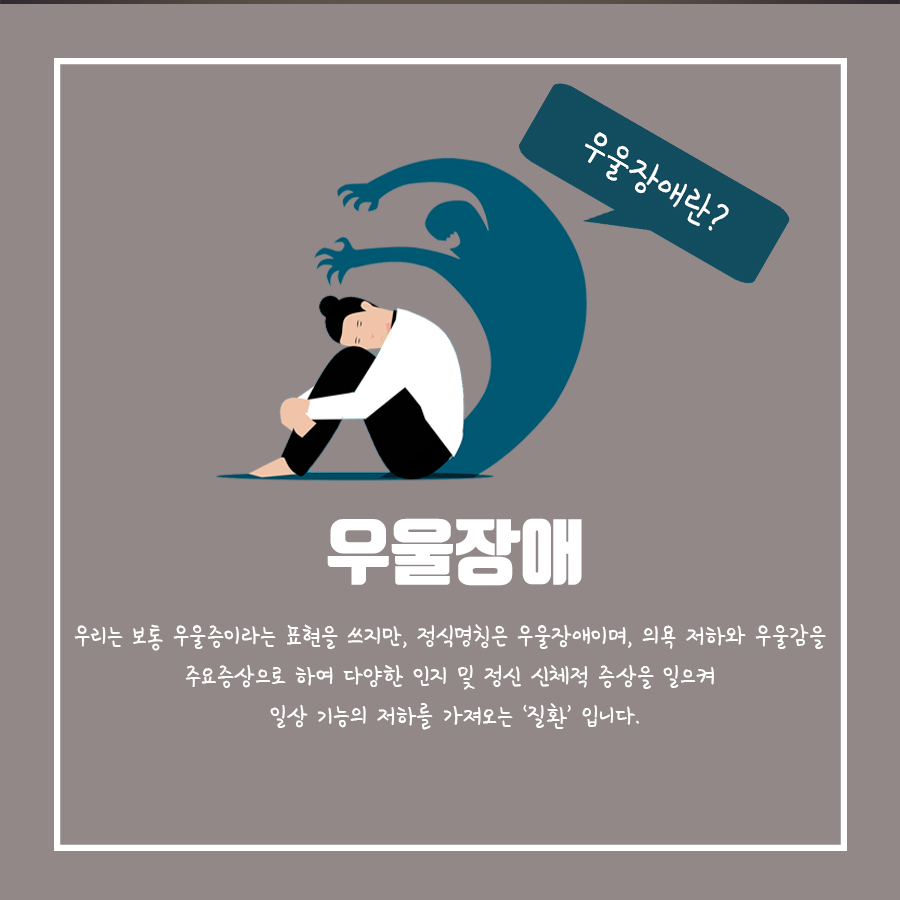 우울장애란?
우울장애
우리는 보통 우울증이라는 표현을 쓰지만, 정식명칭은 우울장애이며, 의욕 저하와 우울감을
주요증상으로 하여 다양한 인지 및 정신 신체적 증상을 일으켜
일상 기능의 저하를 가져오는 ‘질환’ 입니다.